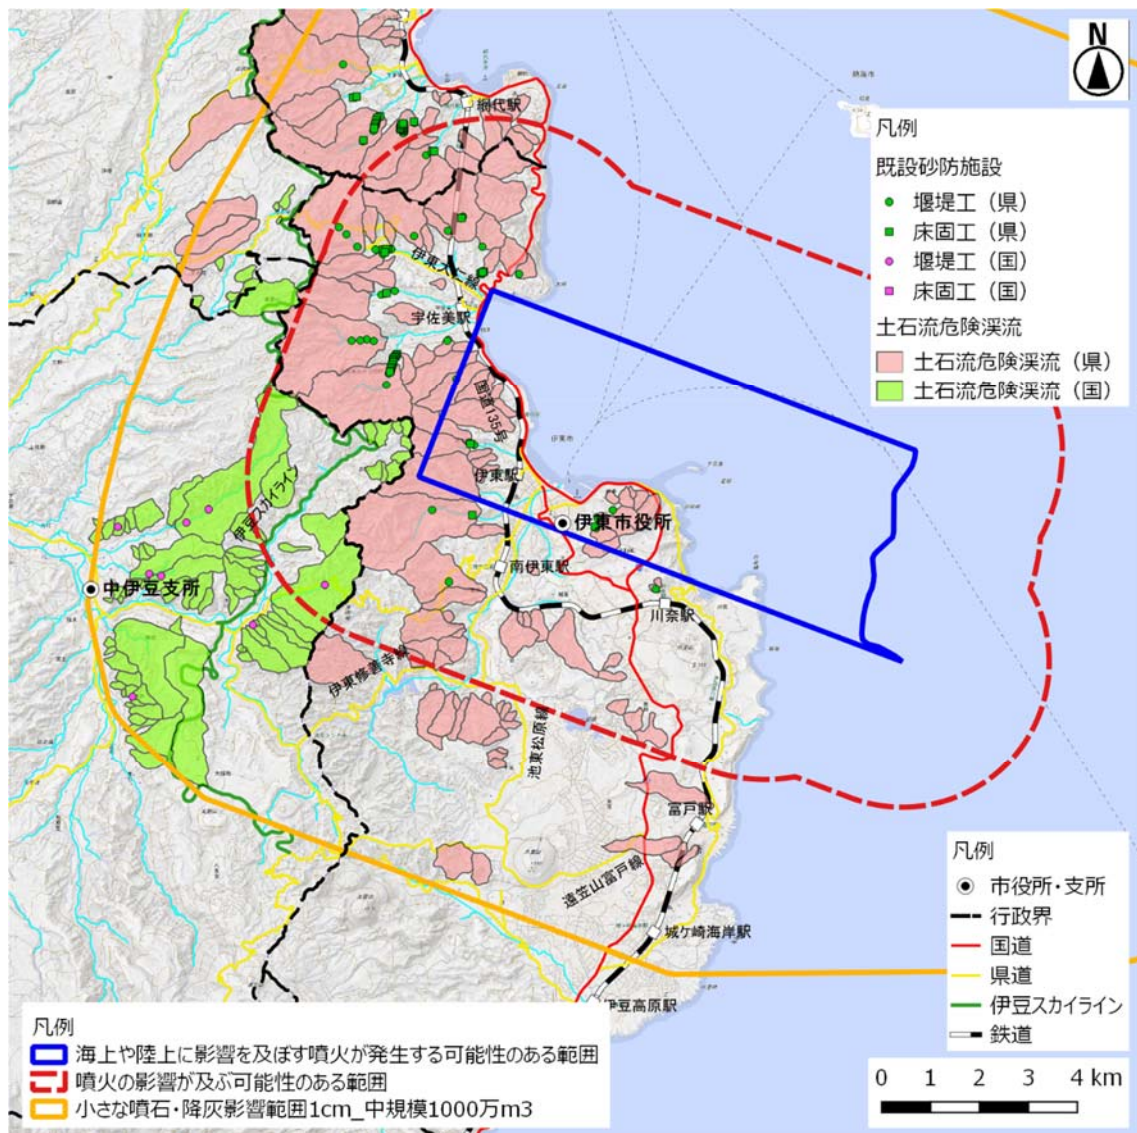 N
熱海市
凡例
既設砂防施設
堰堤工（県）
床固工（県）
堰堤工（国）
床固工（国）
土石流危険渓流
土石流危険渓流（県）
土石流危険渓流（国）
網代駅
伊東大仁線
宇佐美駅
国道135号
伊東市
伊東駅
伊豆スカイライン
伊東市役所
南伊東駅
中伊豆支所
川奈駅
伊東修善寺線
池東松原線
富戸駅
遠笠山富戸線
城ケ崎海岸駅
伊豆高原駅
凡例
市役所・支所
行政界
国道
県道
伊豆スカイライン
鉄道
凡例
海上や陸上に影響を及ぼす噴火が発生する可能性のある範囲
噴火の影響が及ぶ可能性のある範囲
小さな噴石・降灰影響範囲1cm_中規模1000万m3
0 1 2 3 4 km